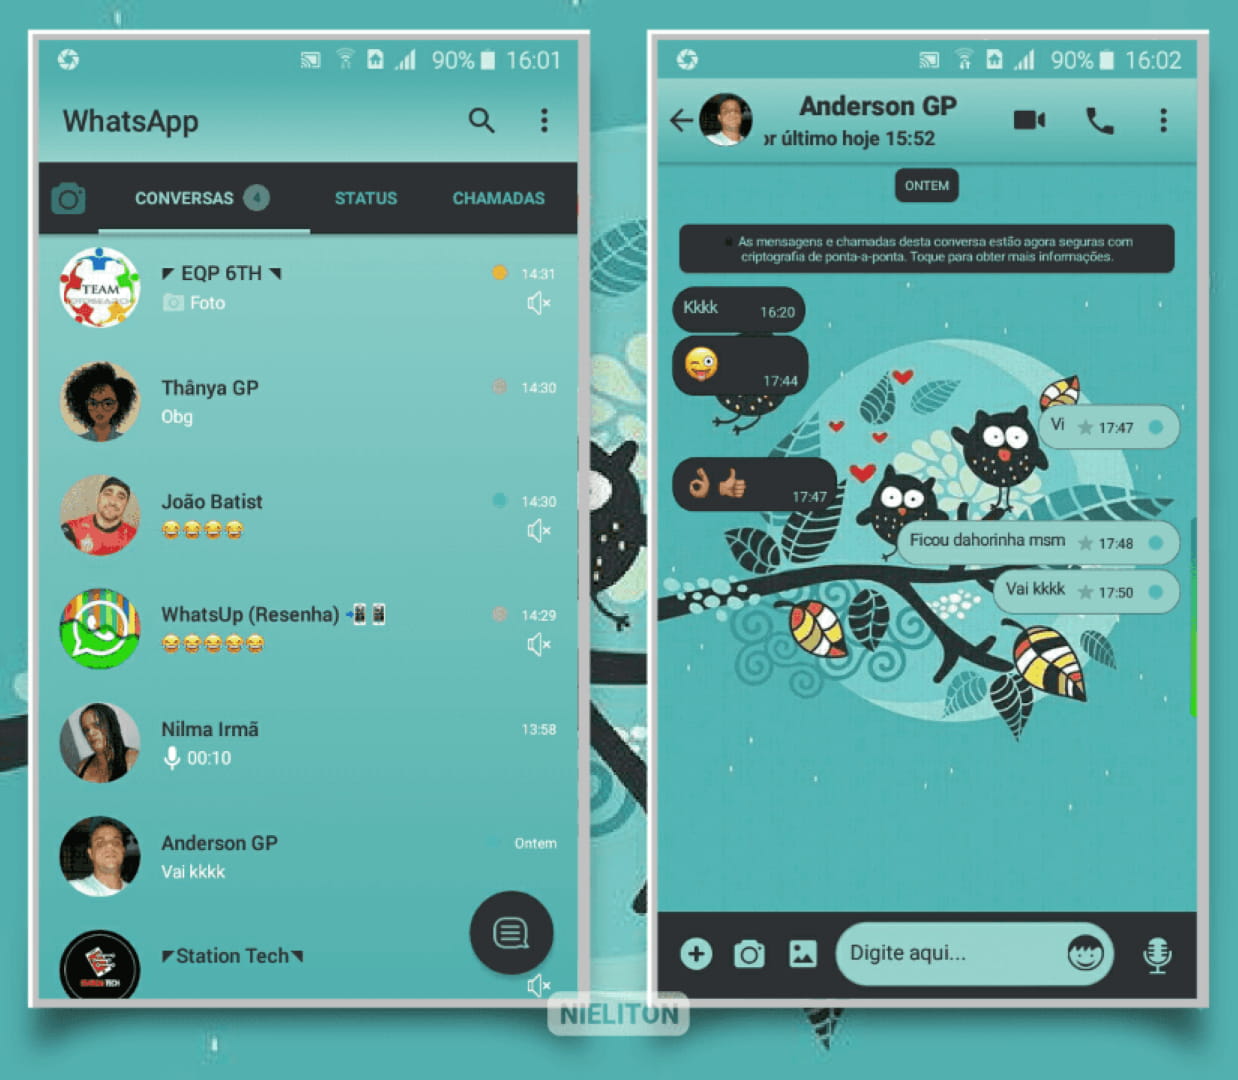 90% 16:01
WhatsApp
CONVERSAS 4 STATUS CHAMADAS
TEAM
◤ EQP 6TH ◥ 14:31
Foto
Thânya GP 14:30
Obg
João Batist 14:30
😂😂😂😂
WhatsUp (Resenha) 📲📱 14:29
😂😂😂😂😂
Nilma Irmã 13:58
00:10
Anderson GP Ontem
Vai kkkk
◤Station Tech◥
90% 16:02
Anderson GP
or último hoje 15:52
ONTEM
As mensagens e chamadas desta conversa estão agora seguras com
criptografia de ponta-a-ponta. Toque para obter mais informações.
Kkkk 16:20
😜 17:44
Vi ★ 17:47
👌🏾👍🏾 17:47
Ficou dahorinha msm ★ 17:48
Vai kkkk ★ 17:50
Digite aqui...
NIELITON